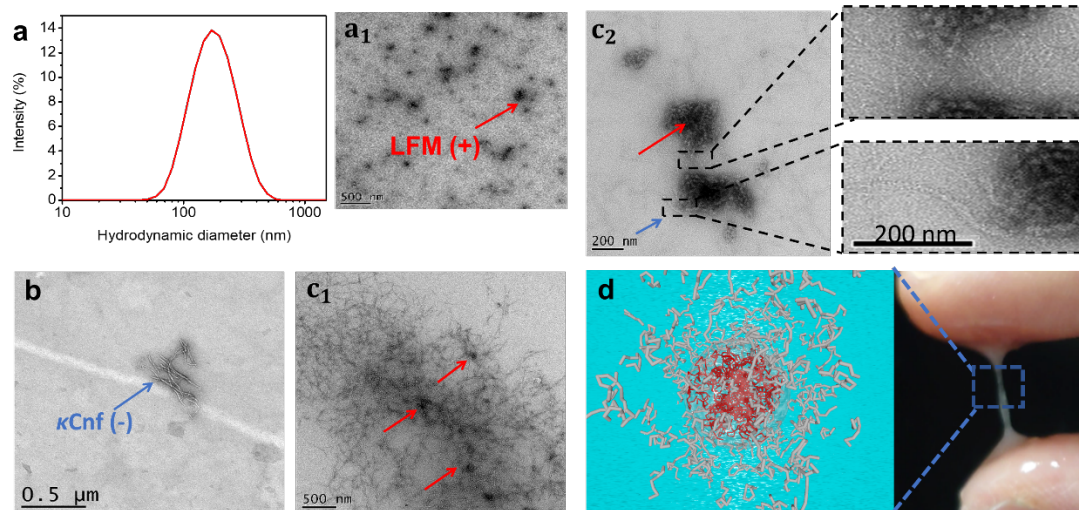 a
Intensity (%)
14
12
10
8
6
4
2
0
10
100
1000
Hydrodynamic diameter (nm)
a₁
LFM (+)
500 nm
c₂
200 nm
200 nm
b
κCnf (-)
0.5 μm
c₁
500 nm
d